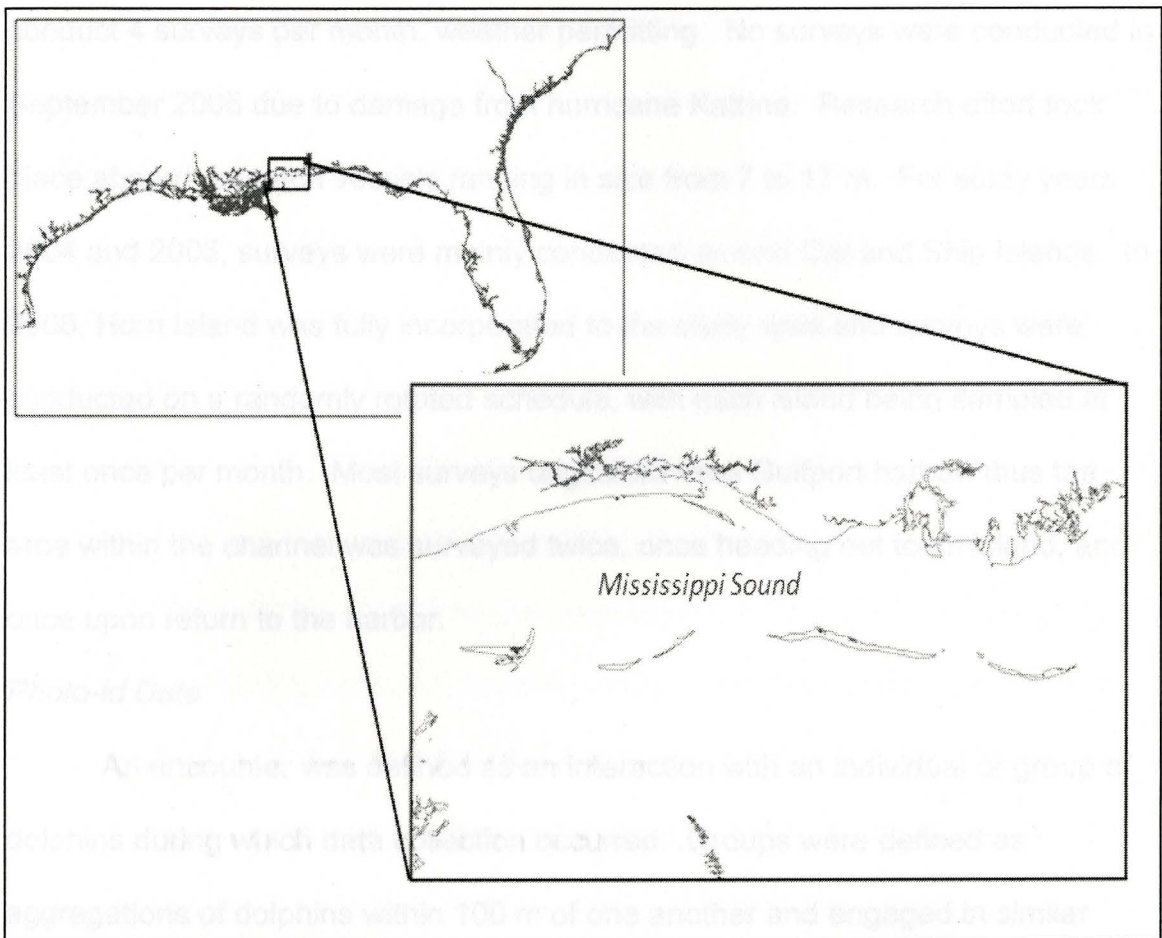 conduct 4 surveys per month, weather permitting. No surveys were conducted in
September 2005 due to damage from hurricane Katrina. Research effort took
place vessels ranging in size from 7 to 17 m. For study years
2004 and 2005, surveys were mainly conducted around Cat and Ship Islands. In
2006, Horn Island was fully incorporated to the study area and surveys were
conducted on a randomly rotated schedule, with each island being sampled at
least once per month. Most surveys Gulfport harbor, thus the
area within the channel was surveyed twice, once heading out to and
Mississippi Sound
once upon return to the harbor.
Photo-id Data
An encounter was defined as an interaction with an individual or group of
dolphins during which data collection occurred. Groups were defined as
aggregations of dolphins within 100 m of one another and engaged in similar